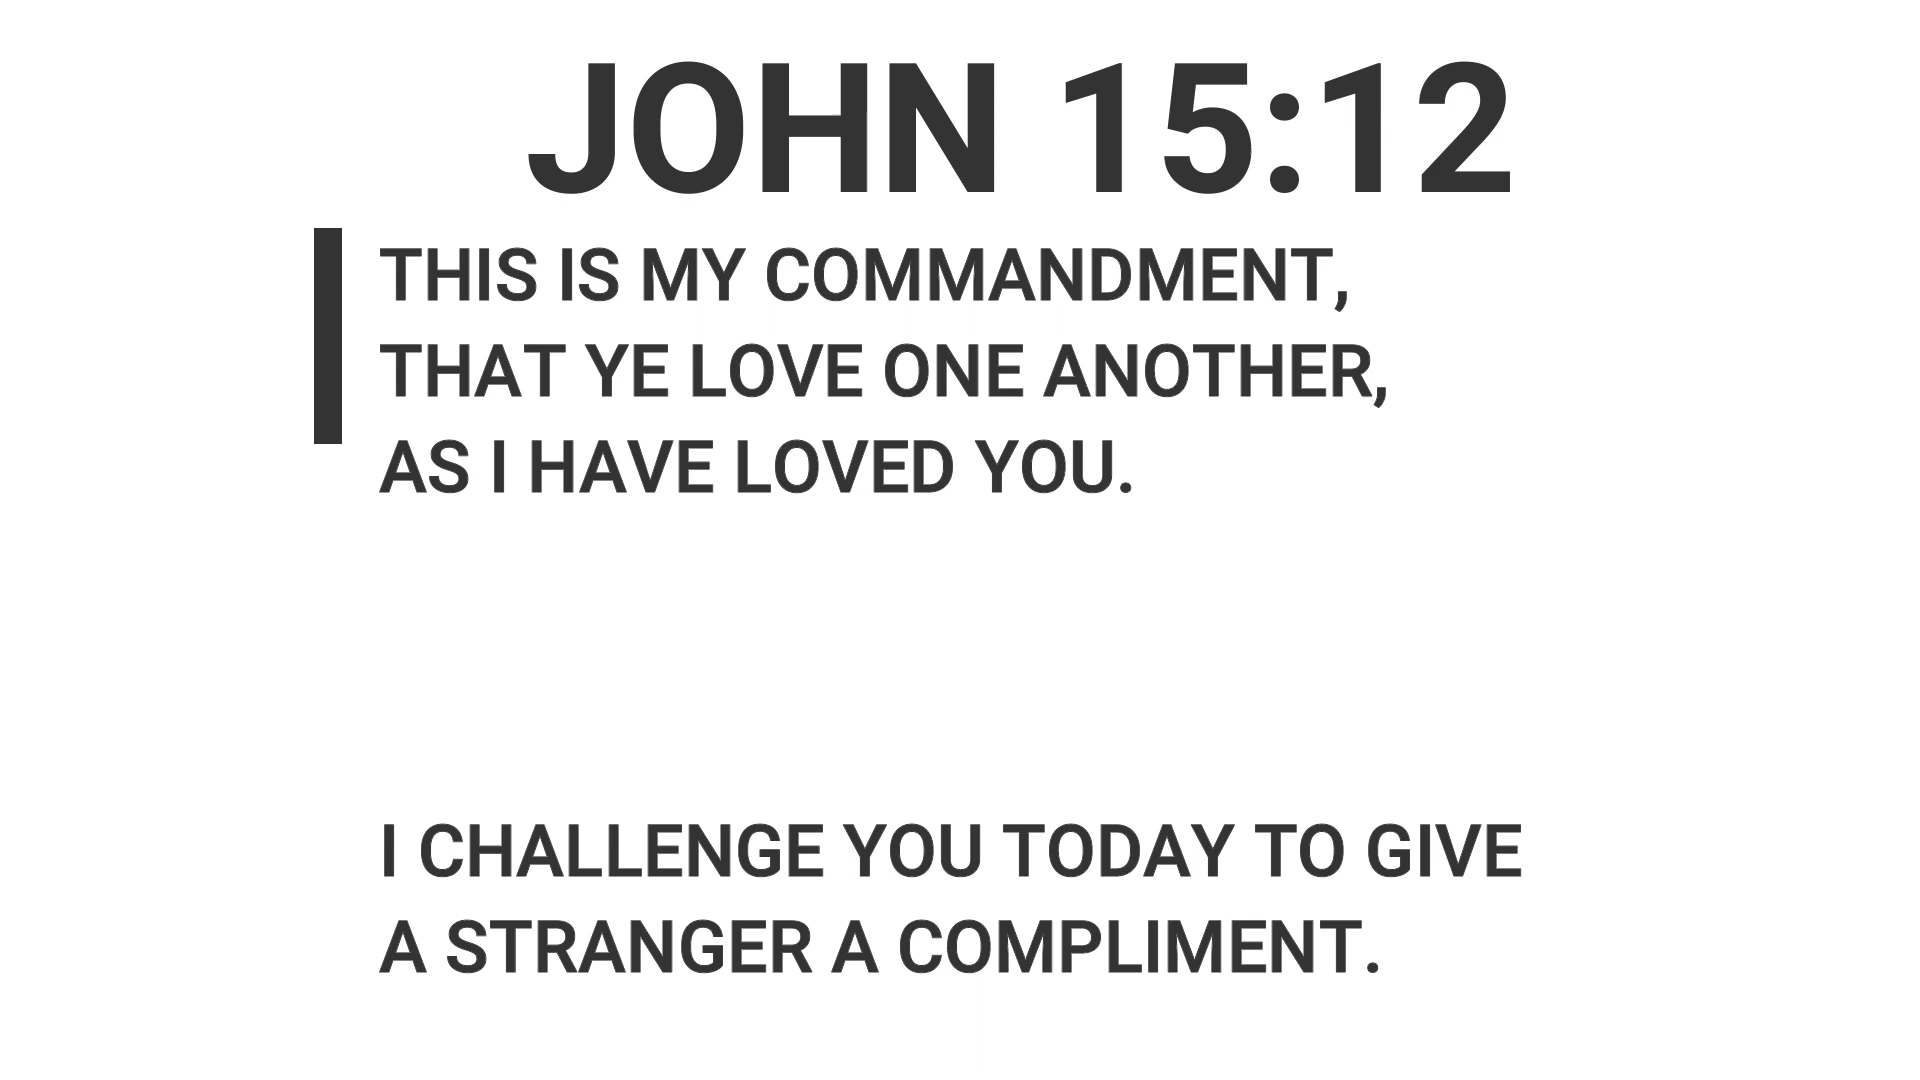 JOHN 15:12
THIS IS MY COMMANDMENT,
THAT YE LOVE ONE ANOTHER,
AS I HAVE LOVED YOU.
I CHALLENGE YOU TODAY TO GIVE
A STRANGER A COMPLIMENT.